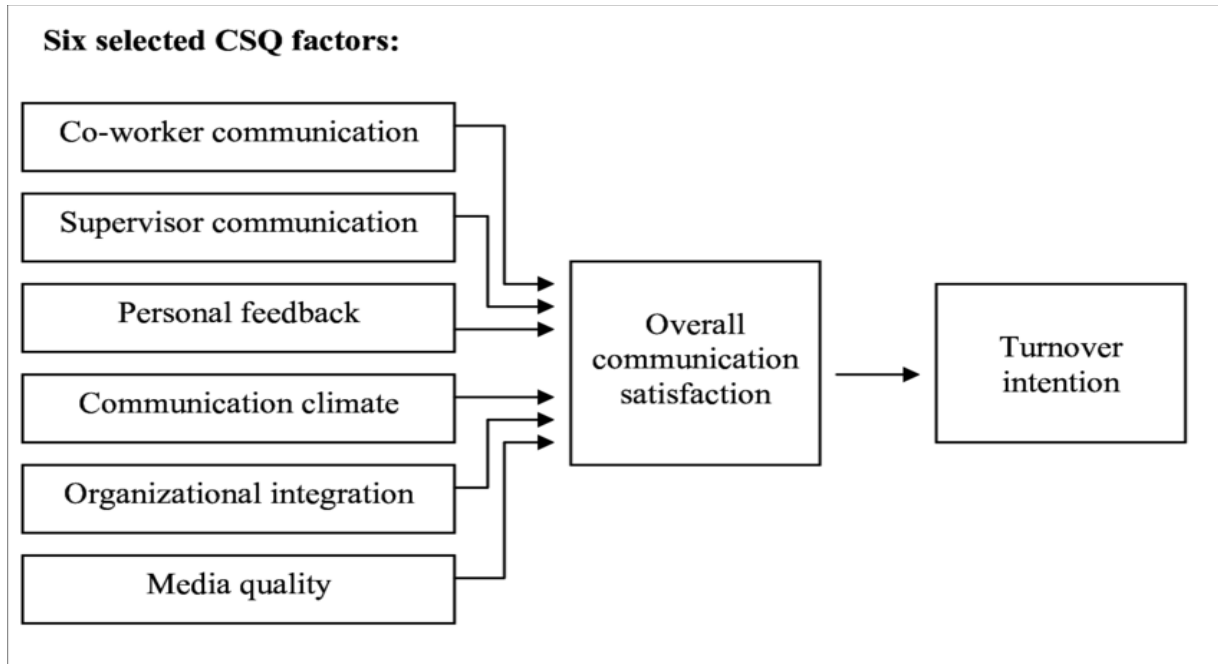 Six selected CSQ factors:
Co-worker communication
Supervisor communication
Personal feedback
Communication climate
Organizational integration
Media quality
Overall
communication
satisfaction
Turnover
intention